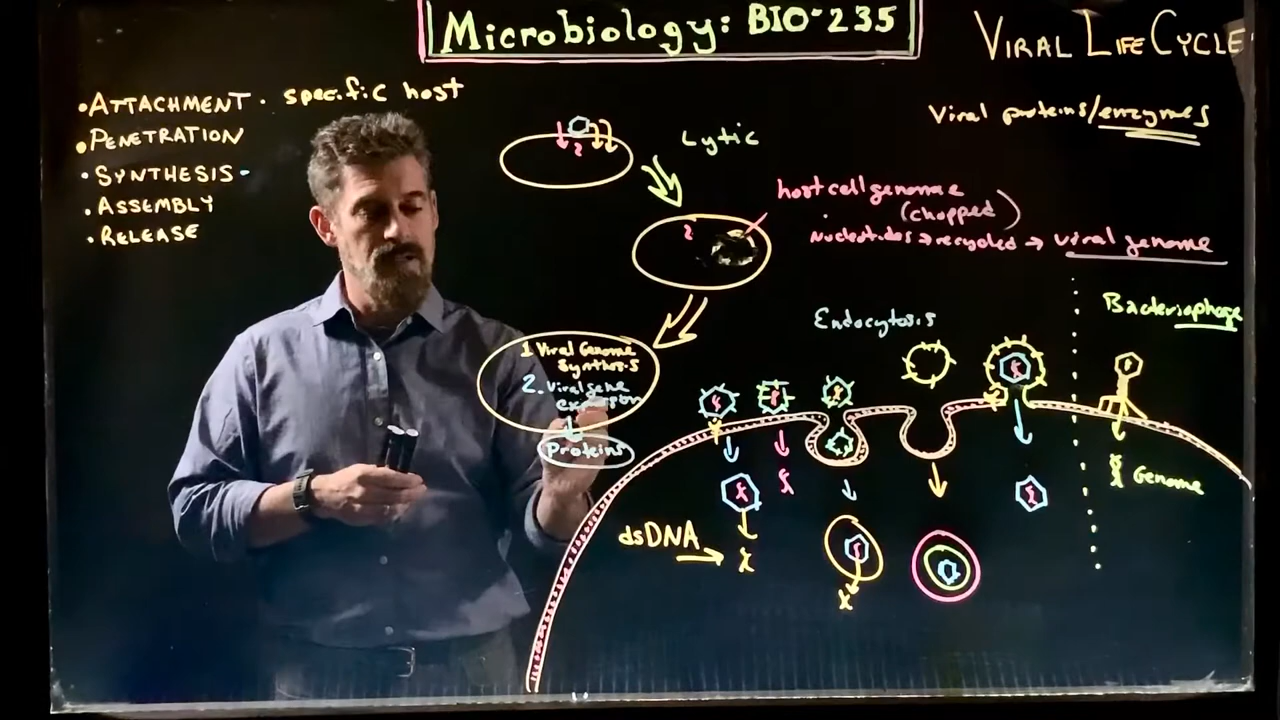 Microbiology: BIO-235
VIRAL LIFE CYCLE
• ATTACHMENT • specific host
• PENETRATION
• SYNTHESIS -
• ASSEMBLY
• RELEASE
Viral proteins/enzymes
Lytic
host cell genome
(chopped)
Nucleotides → recycled → viral genome
Endocytosis
Bacteriophage
1 Viral Genome
Synthesis
2. Viral gene
expression
Proteins
dsDNA
Genome